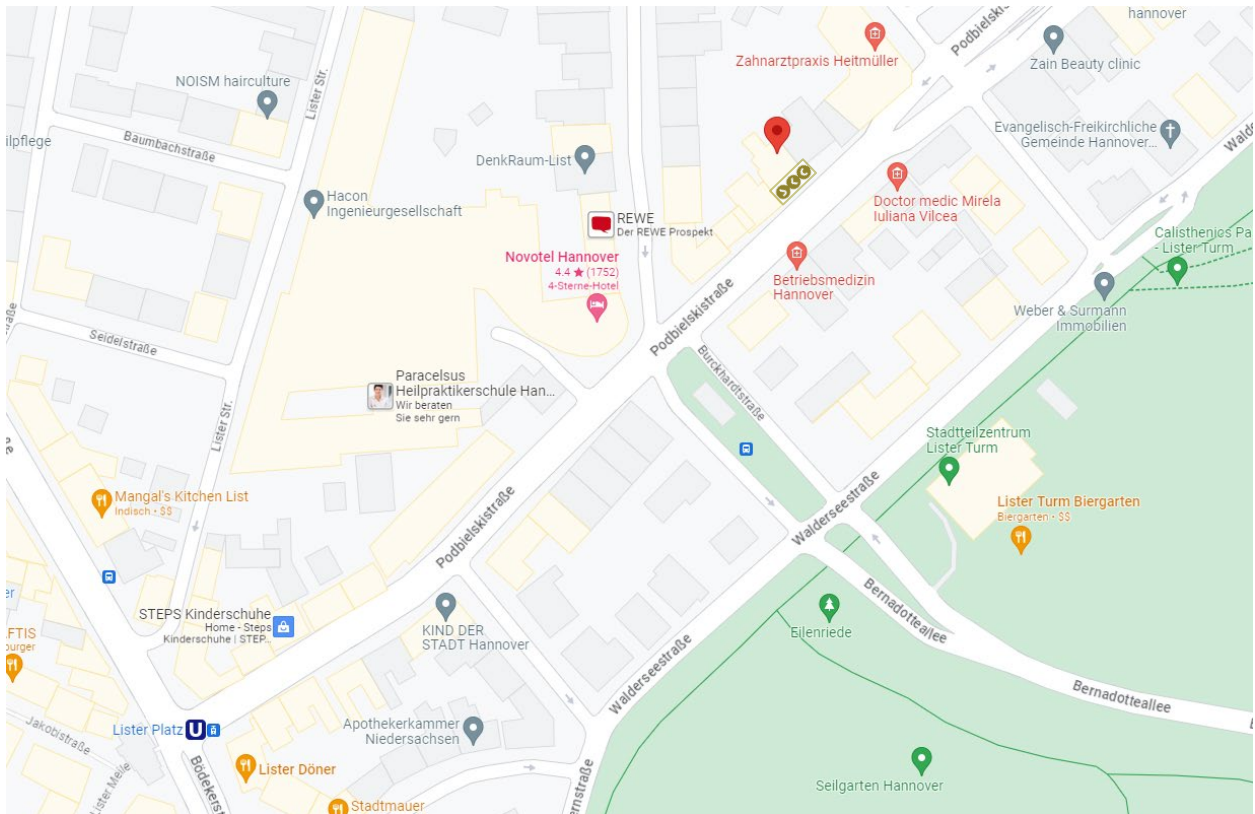 hannover
Podbielskistraße
Zahnarztpraxis Heitmüller
Zain Beauty clinic
NOISM hairculture
Lister Str.
Evangelisch-Freikirchliche
Gemeinde Hannover...
ilpflege
Baumbachstraße
DenkRaum-List
SCC
Hacon
Ingenieurgesellschaft
Doctor medic Mirela
Iuliana Vilcea
REWE
Der REWE Prospekt
Calisthenics Pa
- Lister Turm
Novotel Hannover
4.4 ★ (1752)
4-Sterne-Hotel
Betriebsmedizin
Hannover
Weber & Surmann
Immobilien
Seidelstraße
Podbielskistraße
Burckhardtstraße
Paracelsus
Heilpraktikerschule Han...
Wir beraten
Sie sehr gern
Lister Str.
Stadtteilzentrum
Lister Turm
Mangal's Kitchen List
Indisch • $$
Lister Turm Biergarten
Biergarten • $$
Podbielskistraße
Walderseestraße
Bernadotteallee
STEPS Kinderschuhe
Home - Steps
Kinderschuhe | STEP...
KIND DER
STADT Hannover
Eilenriede
Walderseestraße
Bernadotteallee
Jakobistraße
Lister Platz
U
Apothekerkammer
Niedersachsen
Lister Döner
Lister Meile
Bödekerst
Seilgarten Hannover
Stadtmauer
ernstraße